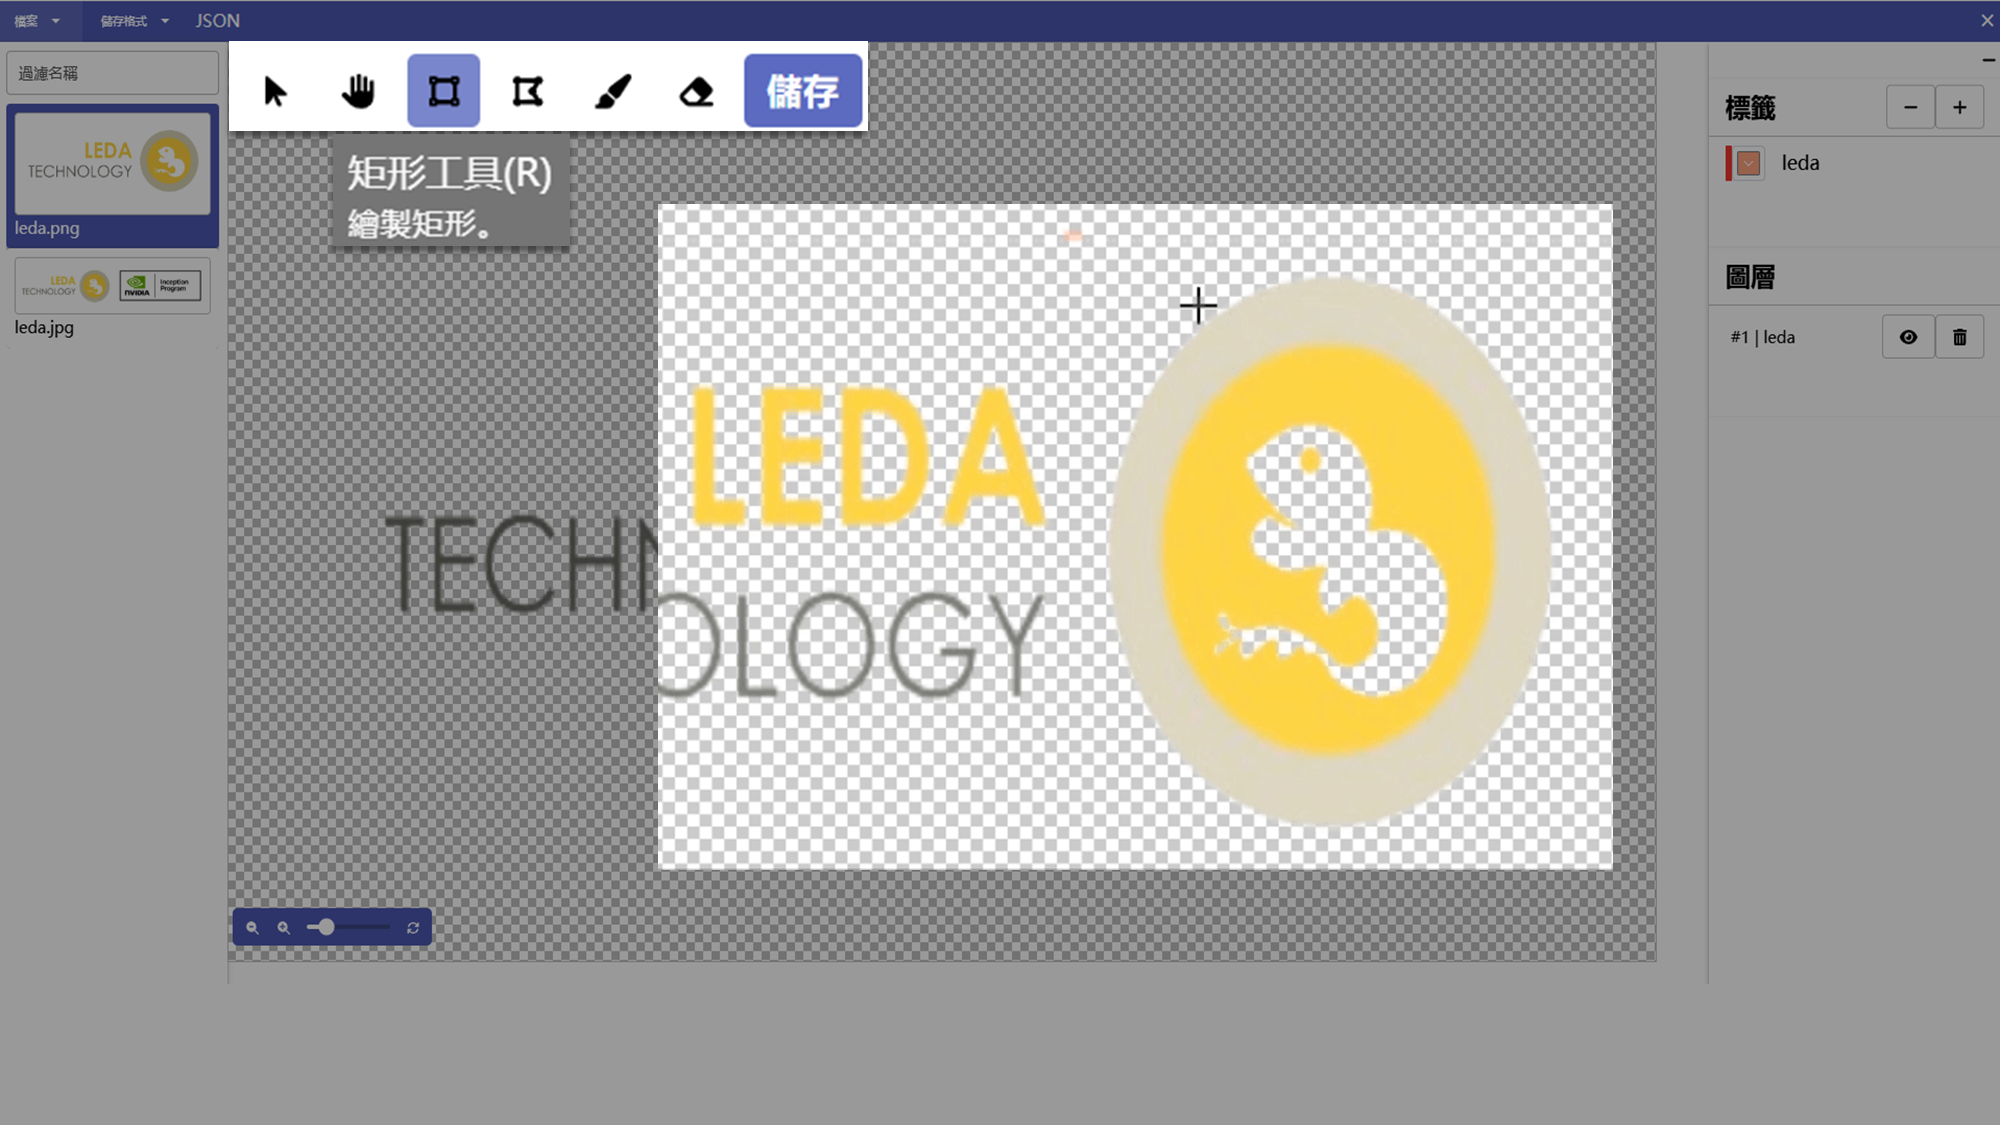 檔案
儲存格式
JSON
過濾名稱
LEDA
TECHNOLOGY
leda.png
LEDA
TECHNOLOGY
NVIDIA
Inception
Program
leda.jpg
儲存
矩形工具(R)
繪製矩形。
TECHN
LEDA
OLOGY
標籤
leda
圖層
#1 | leda